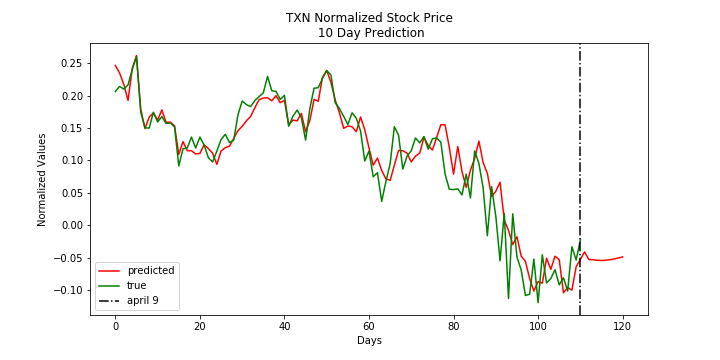 TXN Normalized Stock Price
10 Day Prediction
Normalized Values
0.25
0.20
0.15
0.10
0.05
0.00
−0.05
−0.10
predicted
true
april 9
0 20 40 60 80 100 120
Days